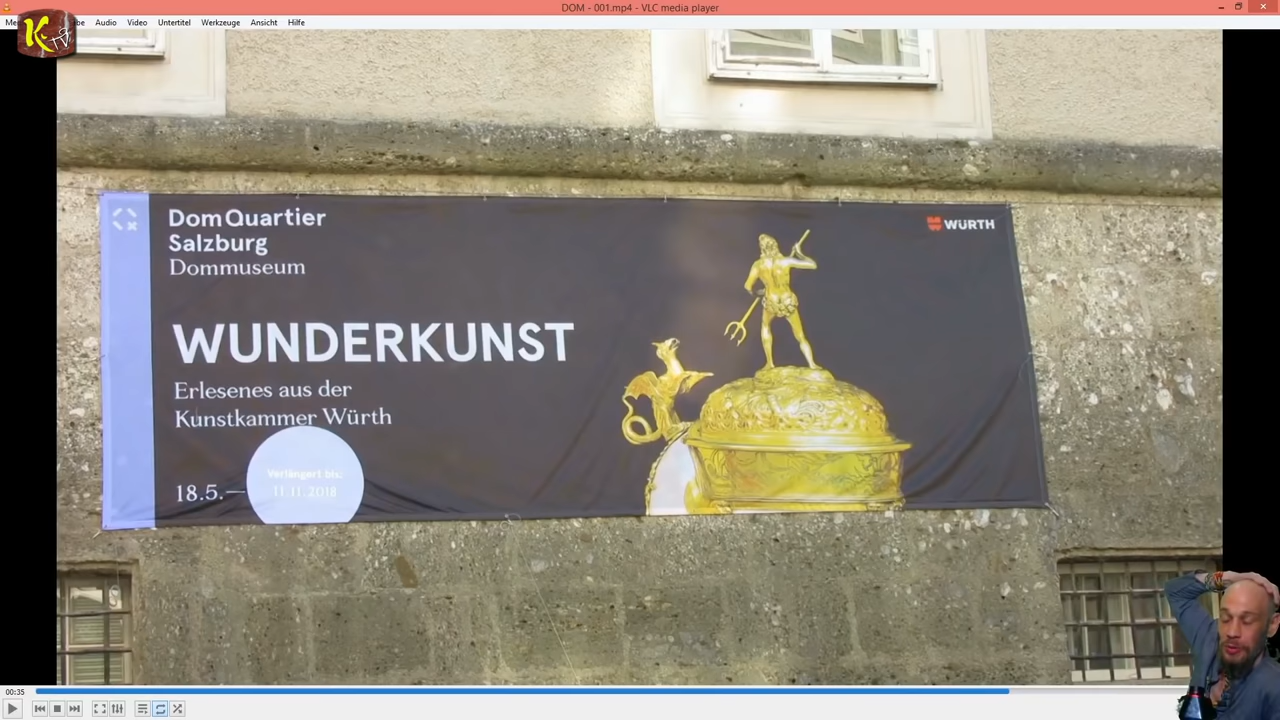 DOM - 001.mp4 - VLC media player
Audio Video Untertitel Werkzeuge Ansicht Hilfe
K
TV
DomQuartier
Salzburg
Dommuseum
WÜRTH
WUNDERKUNST
Erlesenes aus der
Kunstkammer Würth
Verlängert bis:
18.5.— 11.11.2018
00:35